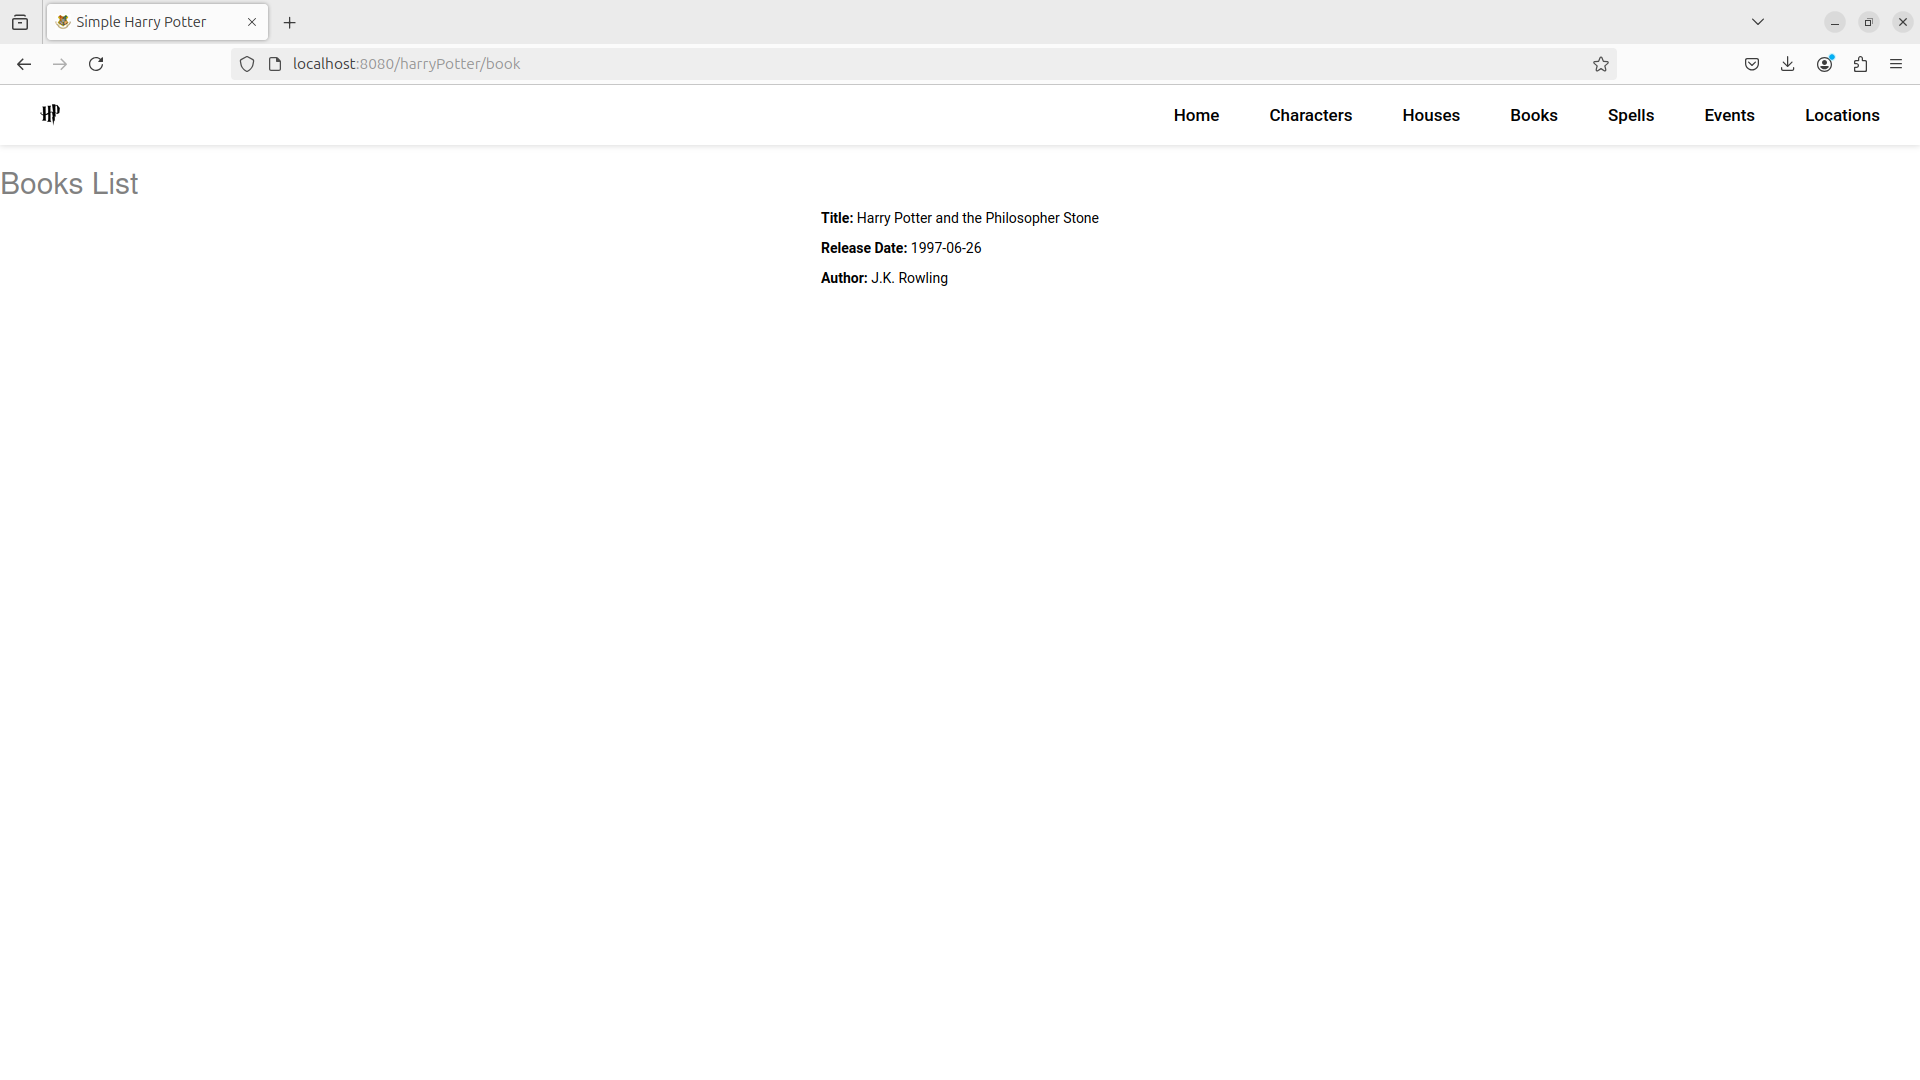 Simple Harry Potter
localhost:8080/harryPotter/book
HP
Home Characters Houses Books Spells Events Locations
Books List
Title: Harry Potter and the Philosopher Stone
Release Date: 1997-06-26
Author: J.K. Rowling